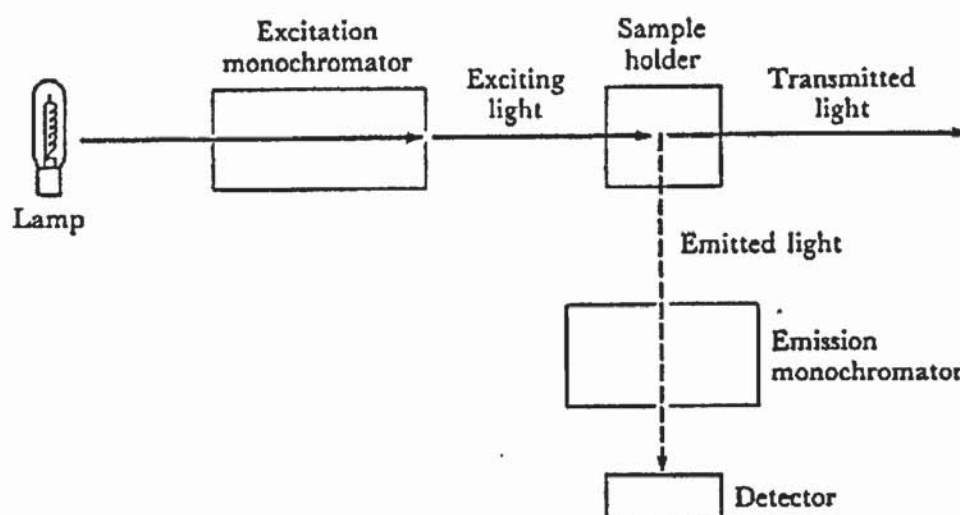 Excitation
monochromator
Sample
holder
Exciting
light
Transmitted
light
Lamp
Emitted light
Emission
monochromator
Detector